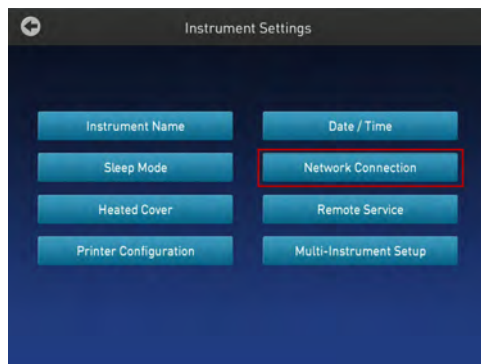 Instrument Settings
Instrument Name
Date / Time
Sleep Mode
Network Connection
Heated Cover
Remote Service
Printer Configuration
Multi-Instrument Setup